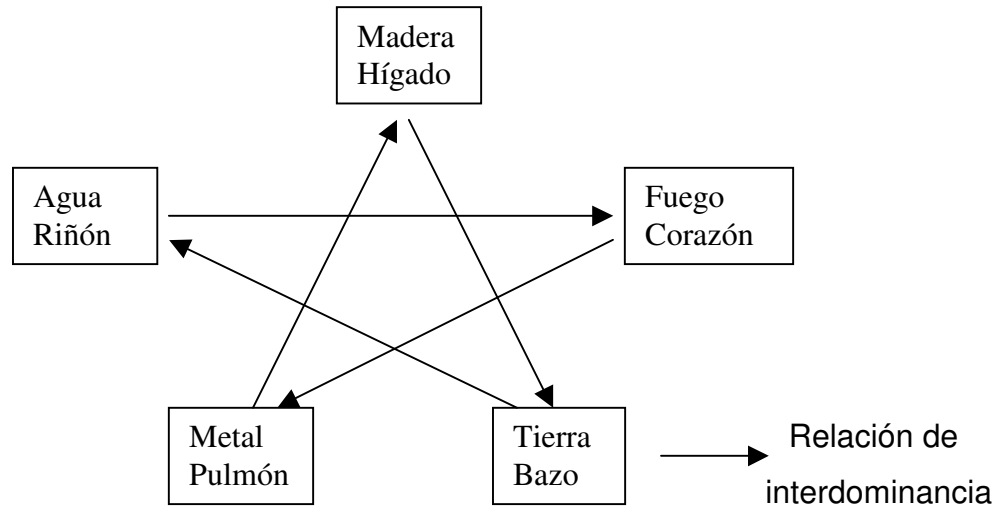 Madera
Hígado
Agua
Riñón
Fuego
Corazón
Metal
Pulmón
Tierra
Bazo
Relación de
interdominancia